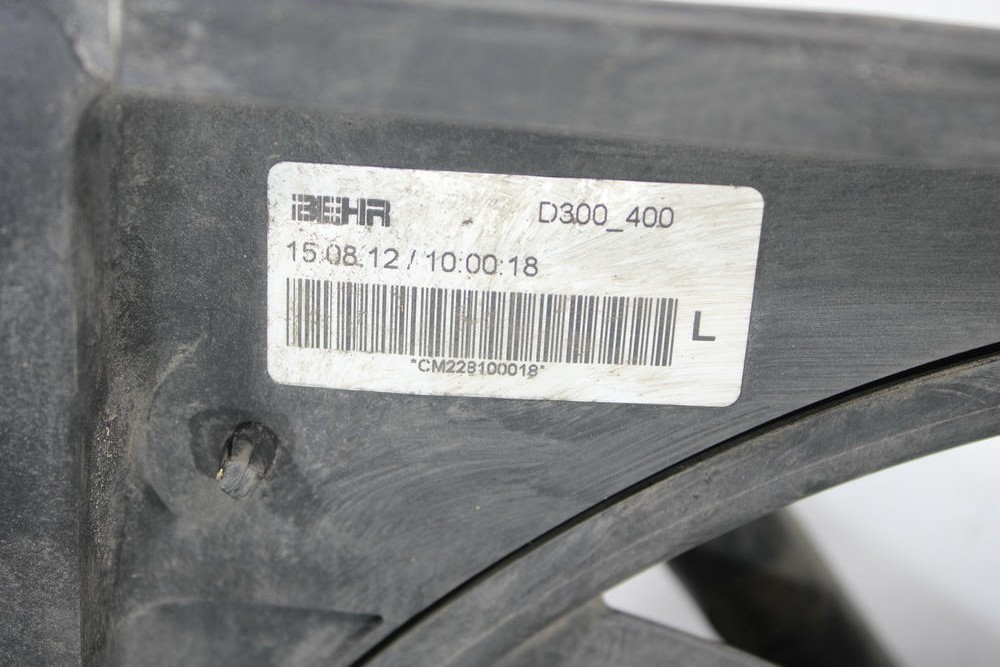 BEHR D300_400
15.08.12 / 10:00:18
L
*CM228100018*